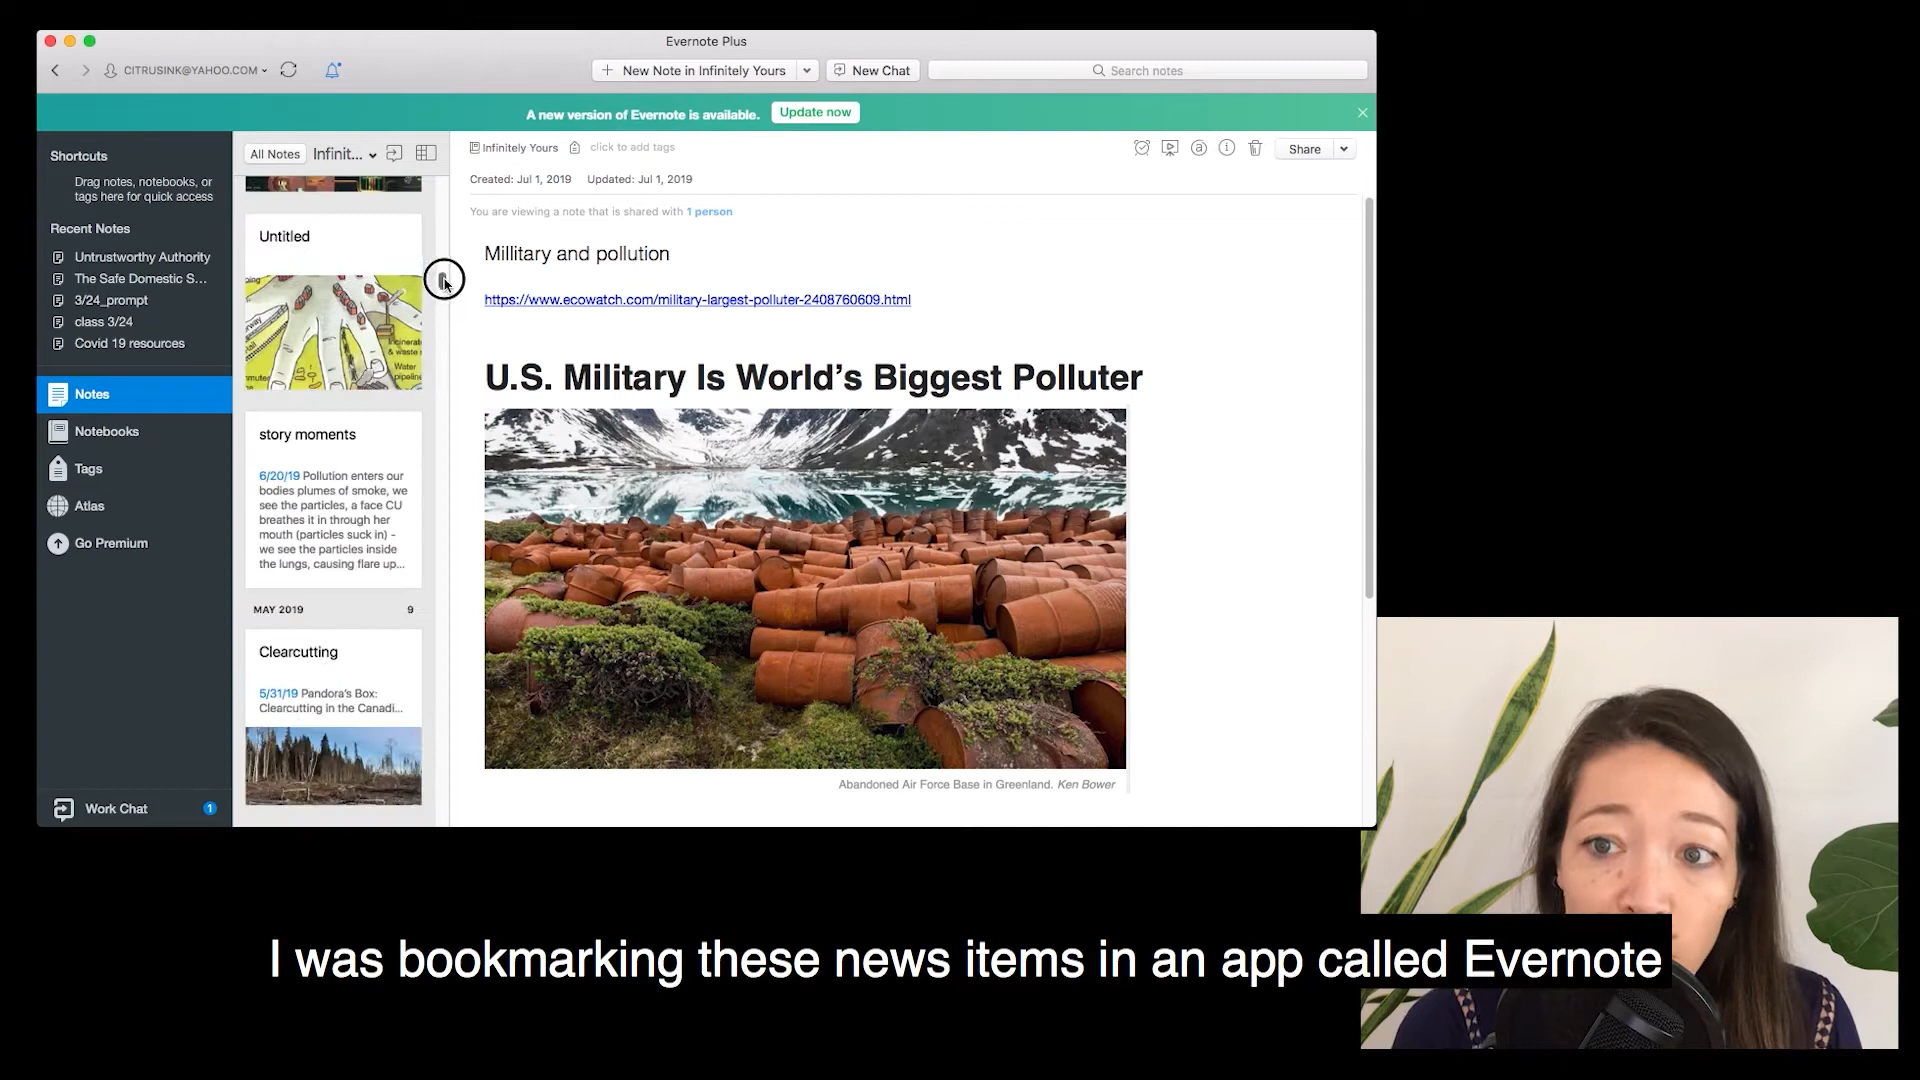 Evernote Plus
CITRUSINK@YAHOO.COM
New Note in Infinitely Yours
New Chat
Search notes
A new version of Evernote is available.
Update now
Shortcuts
Drag notes, notebooks, or
tags here for quick access
Recent Notes
Untrustworthy Authority
The Safe Domestic S...
3/24_prompt
class 3/24
Covid 19 resources
Notes
Notebooks
Tags
Atlas
Go Premium
Work Chat
1
All Notes
Infinit...
Untitled
Water
pipeline
story moments
6/20/19 Pollution enters our
bodies plumes of smoke, we
see the particles, a face CU
breathes it in through her
mouth (particles suck in) -
we see the particles inside
the lungs, causing flare up...
MAY 2019
9
Clearcutting
5/31/19 Pandora's Box:
Clearcutting in the Canadi...
Infinitely Yours
click to add tags
Share
Created: Jul 1, 2019
Updated: Jul 1, 2019
You are viewing a note that is shared with 1 person
Millitary and pollution
https://www.ecowatch.com/military-largest-polluter-2408760609.html
U.S. Military Is World's Biggest Polluter
Abandoned Air Force Base in Greenland. Ken Bower
I was bookmarking these news items in an app called Evernote